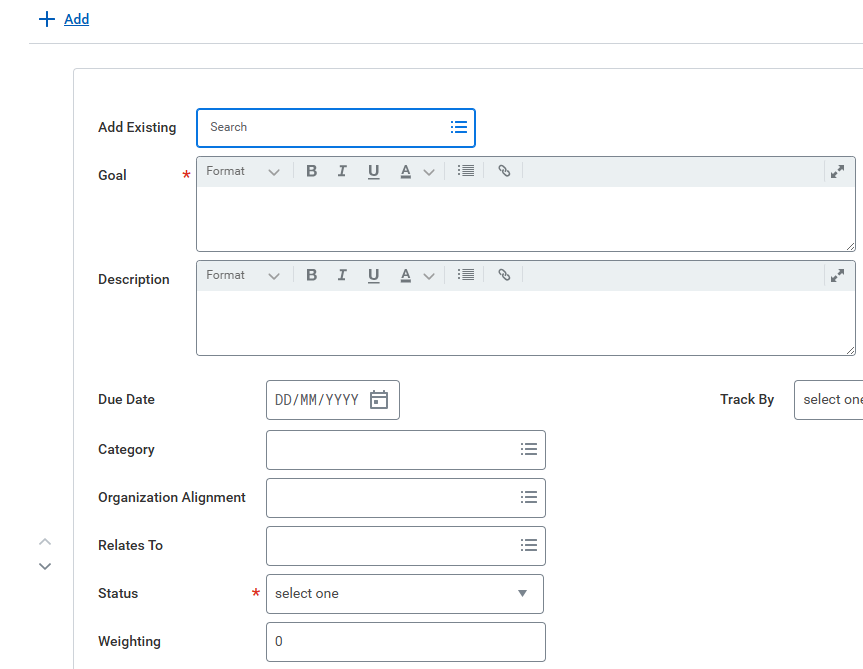 Add
Add Existing Search
Goal * Format B I U A
Description Format B I U A
Due Date DD/MM/YYYY Track By select one
Category
Organization Alignment
Relates To
Status * select one
Weighting 0